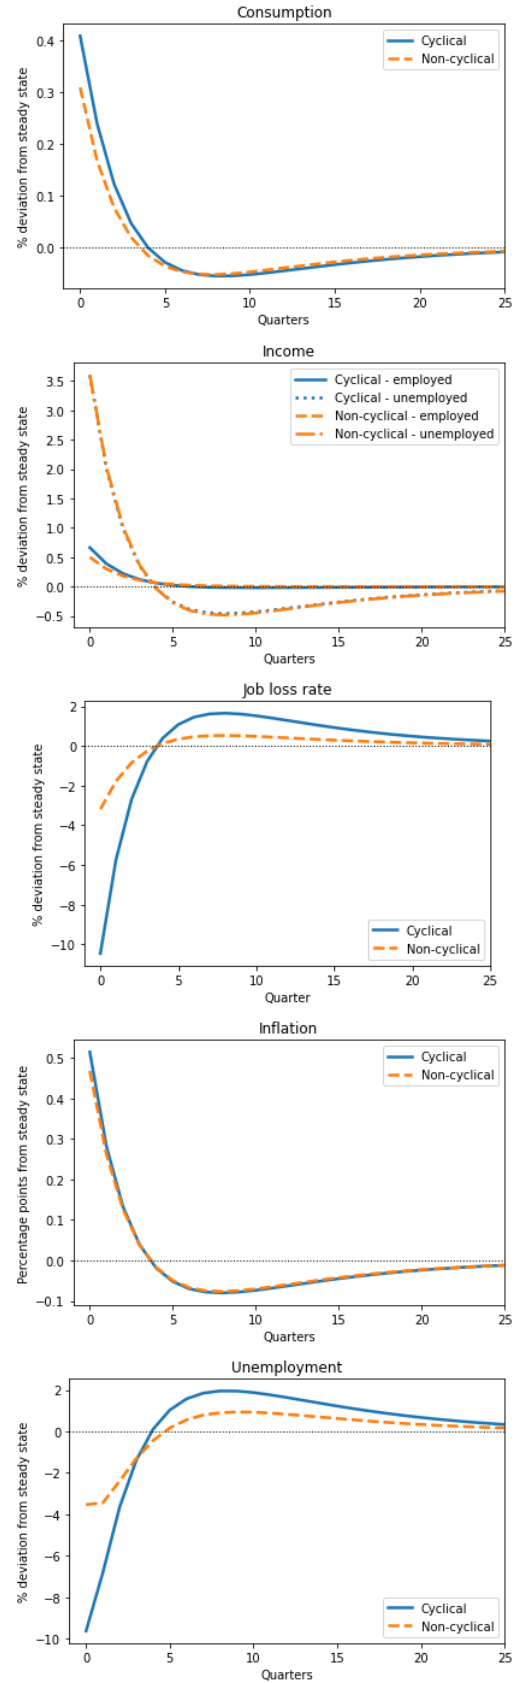 Consumption
% deviation from steady state
0.4
0.3
0.2
0.1
0.0
Cyclical
Non-cyclical
0 5 10 15 20 25
Quarters
Income
% deviation from steady state
3.5
3.0
2.5
2.0
1.5
1.0
0.5
0.0
−0.5
Cyclical - employed
Cyclical - unemployed
Non-cyclical - employed
Non-cyclical - unemployed
0 5 10 15 20 25
Quarters
Job loss rate
% deviation from steady state
2
0
−2
−4
−6
−8
−10
Cyclical
Non-cyclical
0 5 10 15 20 25
Quarter
Inflation
Percentage points from steady state
0.5
0.4
0.3
0.2
0.1
0.0
−0.1
Cyclical
Non-cyclical
0 5 10 15 20 25
Quarters
Unemployment
% deviation from steady state
2
0
−2
−4
−6
−8
−10
Cyclical
Non-cyclical
0 5 10 15 20 25
Quarters